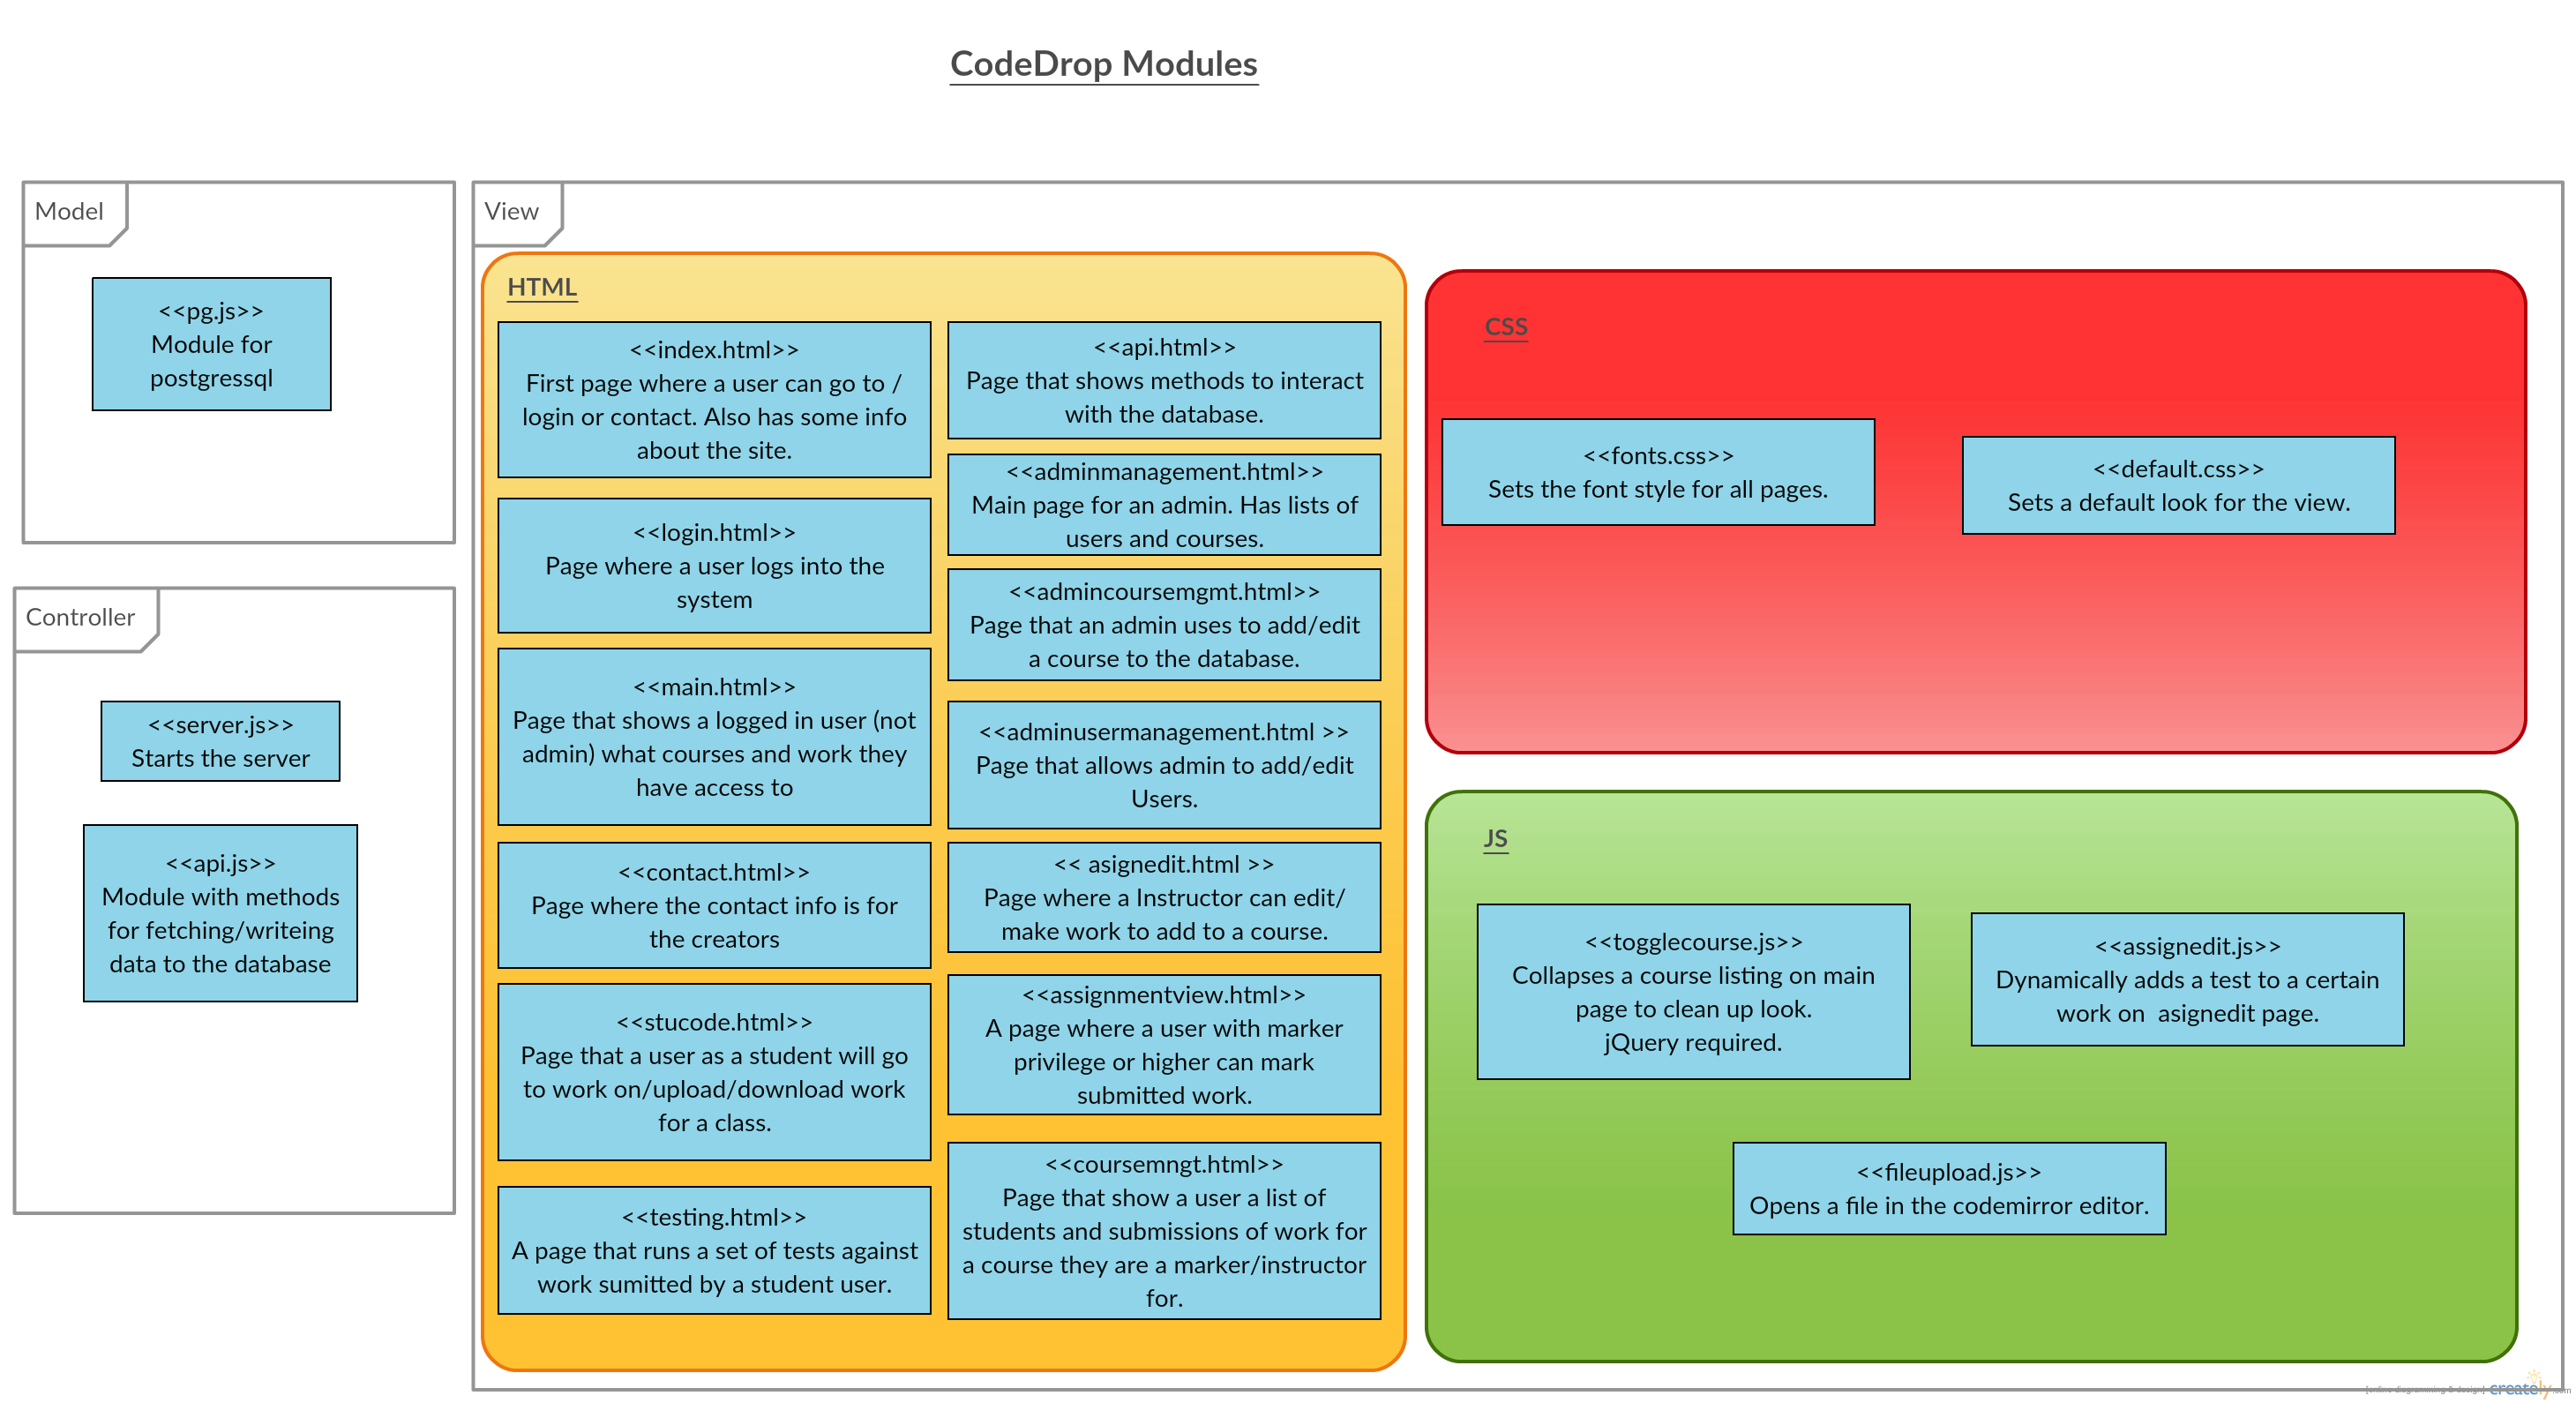 CodeDrop Modules
Model
<<pg.js>>
Module for
postgressql
Controller
<<server.js>>
Starts the server
<<api.js>>
Module with methods
for fetching/writeing
data to the database
View
HTML
<<index.html>>
First page where a user can go to /
login or contact. Also has some info
about the site.
<<login.html>>
Page where a user logs into the
system
<<main.html>>
Page that shows a logged in user (not
admin) what courses and work they
have access to
<<contact.html>>
Page where the contact info is for
the creators
<<stucode.html>>
Page that a user as a student will go
to work on/upload/download work
for a class.
<<testing.html>>
A page that runs a set of tests against
work sumitted by a student user.
<<api.html>>
Page that shows methods to interact
with the database.
<<adminmanagement.html>>
Main page for an admin. Has lists of
users and courses.
<<admincoursemgmt.html>>
Page that an admin uses to add/edit
a course to the database.
<<adminusermanagement.html >>
Page that allows admin to add/edit
Users.
<< asignedit.html >>
Page where a Instructor can edit/
make work to add to a course.
<<assignmentview.html>>
A page where a user with marker
privilege or higher can mark
submitted work.
<<coursemngt.html>>
Page that show a user a list of
students and submissions of work for
a course they are a marker/instructor
for.
CSS
<<fonts.css>>
Sets the font style for all pages.
<<default.css>>
Sets a default look for the view.
JS
<<togglecourse.js>>
Collapses a course listing on main
page to clean up look.
jQuery required.
<<assignedit.js>>
Dynamically adds a test to a certain
work on  asignedit page.
<<fileupload.js>>
Opens a file in the codemirror editor.
[online diagramming & design] creately.com